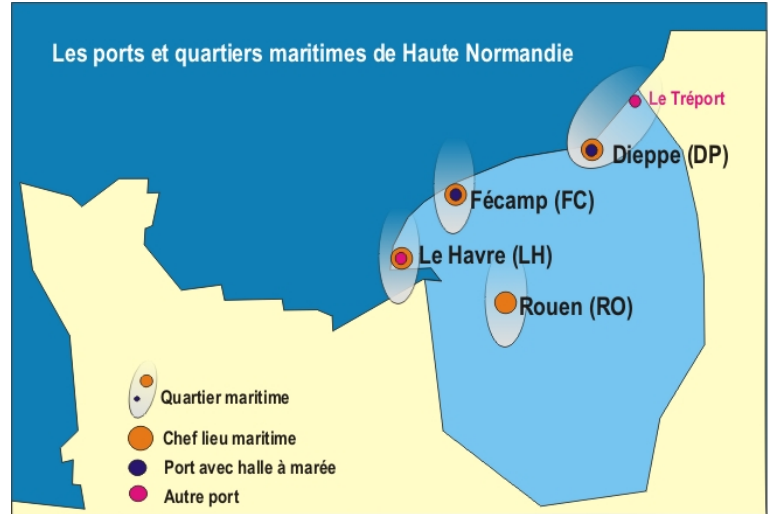 Les ports et quartiers maritimes de Haute Normandie
Le Tréport
Dieppe (DP)
Fécamp (FC)
Le Havre (LH)
Rouen (RO)
Quartier maritime
Chef lieu maritime
Port avec halle à marée
Autre port